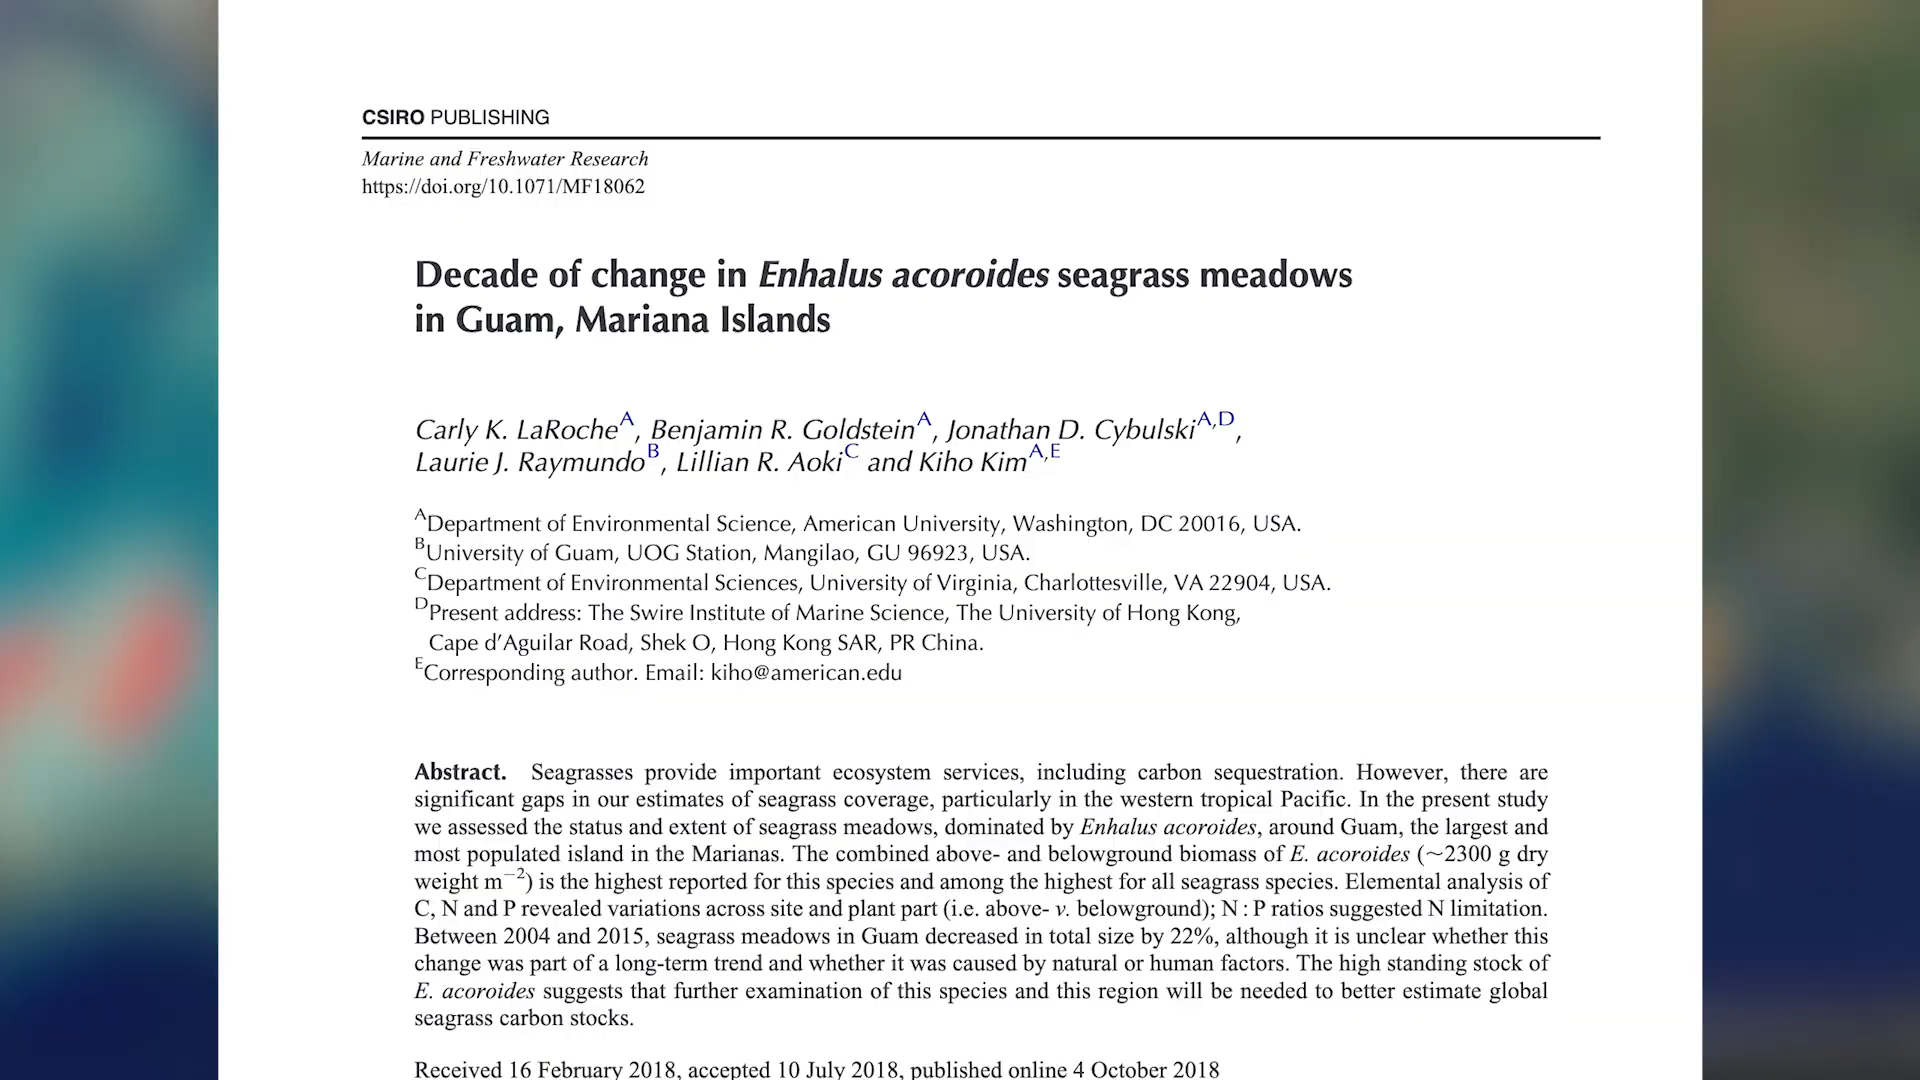 CSIRO PUBLISHING
Marine and Freshwater Research
https://doi.org/10.1071/MF18062
Decade of change in Enhalus acoroides seagrass meadows
in Guam, Mariana Islands
Carly K. LaRocheA, Benjamin R. GoldsteinA, Jonathan D. CybulskiA,D,
Laurie J. RaymundoB, Lillian R. AokiC and Kiho KimA,E
ADepartment of Environmental Science, American University, Washington, DC 20016, USA.
BUniversity of Guam, UOG Station, Mangilao, GU 96923, USA.
CDepartment of Environmental Sciences, University of Virginia, Charlottesville, VA 22904, USA.
DPresent address: The Swire Institute of Marine Science, The University of Hong Kong,
Cape d'Aguilar Road, Shek O, Hong Kong SAR, PR China.
ECorresponding author. Email: kiho@american.edu
Abstract. Seagrasses provide important ecosystem services, including carbon sequestration. However, there are
significant gaps in our estimates of seagrass coverage, particularly in the western tropical Pacific. In the present study
we assessed the status and extent of seagrass meadows, dominated by Enhalus acoroides, around Guam, the largest and
most populated island in the Marianas. The combined above- and belowground biomass of E. acoroides (~2300 g dry
weight m−2) is the highest reported for this species and among the highest for all seagrass species. Elemental analysis of
C, N and P revealed variations across site and plant part (i.e. above- v. belowground); N : P ratios suggested N limitation.
Between 2004 and 2015, seagrass meadows in Guam decreased in total size by 22%, although it is unclear whether this
change was part of a long-term trend and whether it was caused by natural or human factors. The high standing stock of
E. acoroides suggests that further examination of this species and this region will be needed to better estimate global
seagrass carbon stocks.
Received 16 February 2018, accepted 10 July 2018, published online 4 October 2018